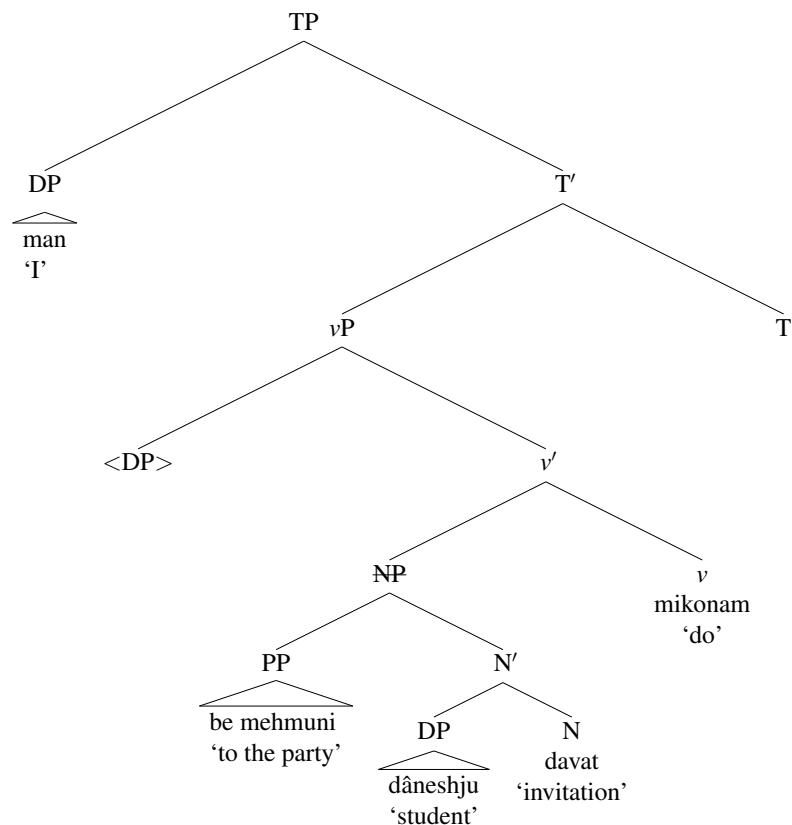 TP
DP T′
man
‘I’
vP T
<DP> v′
NP v
mikonam
‘do’
PP N′
be mehmuni
‘to the party’
DP N
dâneshju davat
‘student’ ‘invitation’